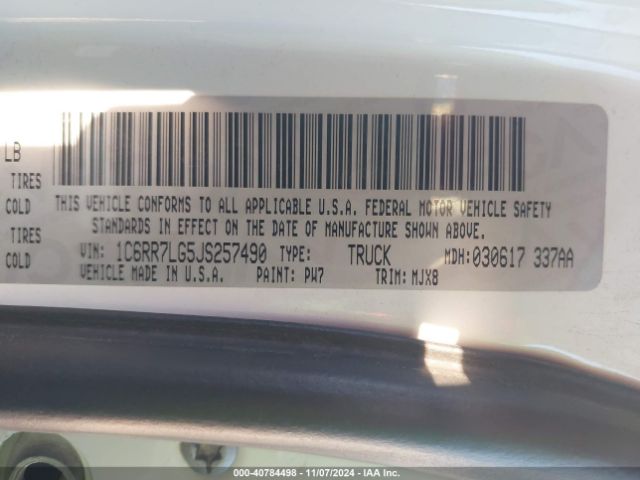 LB
TIRES
COLD
TIRES
COLD
THIS VEHICLE CONFORMS TO ALL APPLICABLE U.S.A. FEDERAL MOTOR VEHICLE SAFETY
STANDARDS IN EFFECT ON THE DATE OF MANUFACTURE SHOWN ABOVE.
VIN: 1C6RR7LG5JS257490 TYPE: TRUCK MDH: 030617 337AA
VEHICLE MADE IN U.S.A. PAINT: PW7 TRIM: MJX8
000-40784498 - 11/07/2024 - IAA Inc.